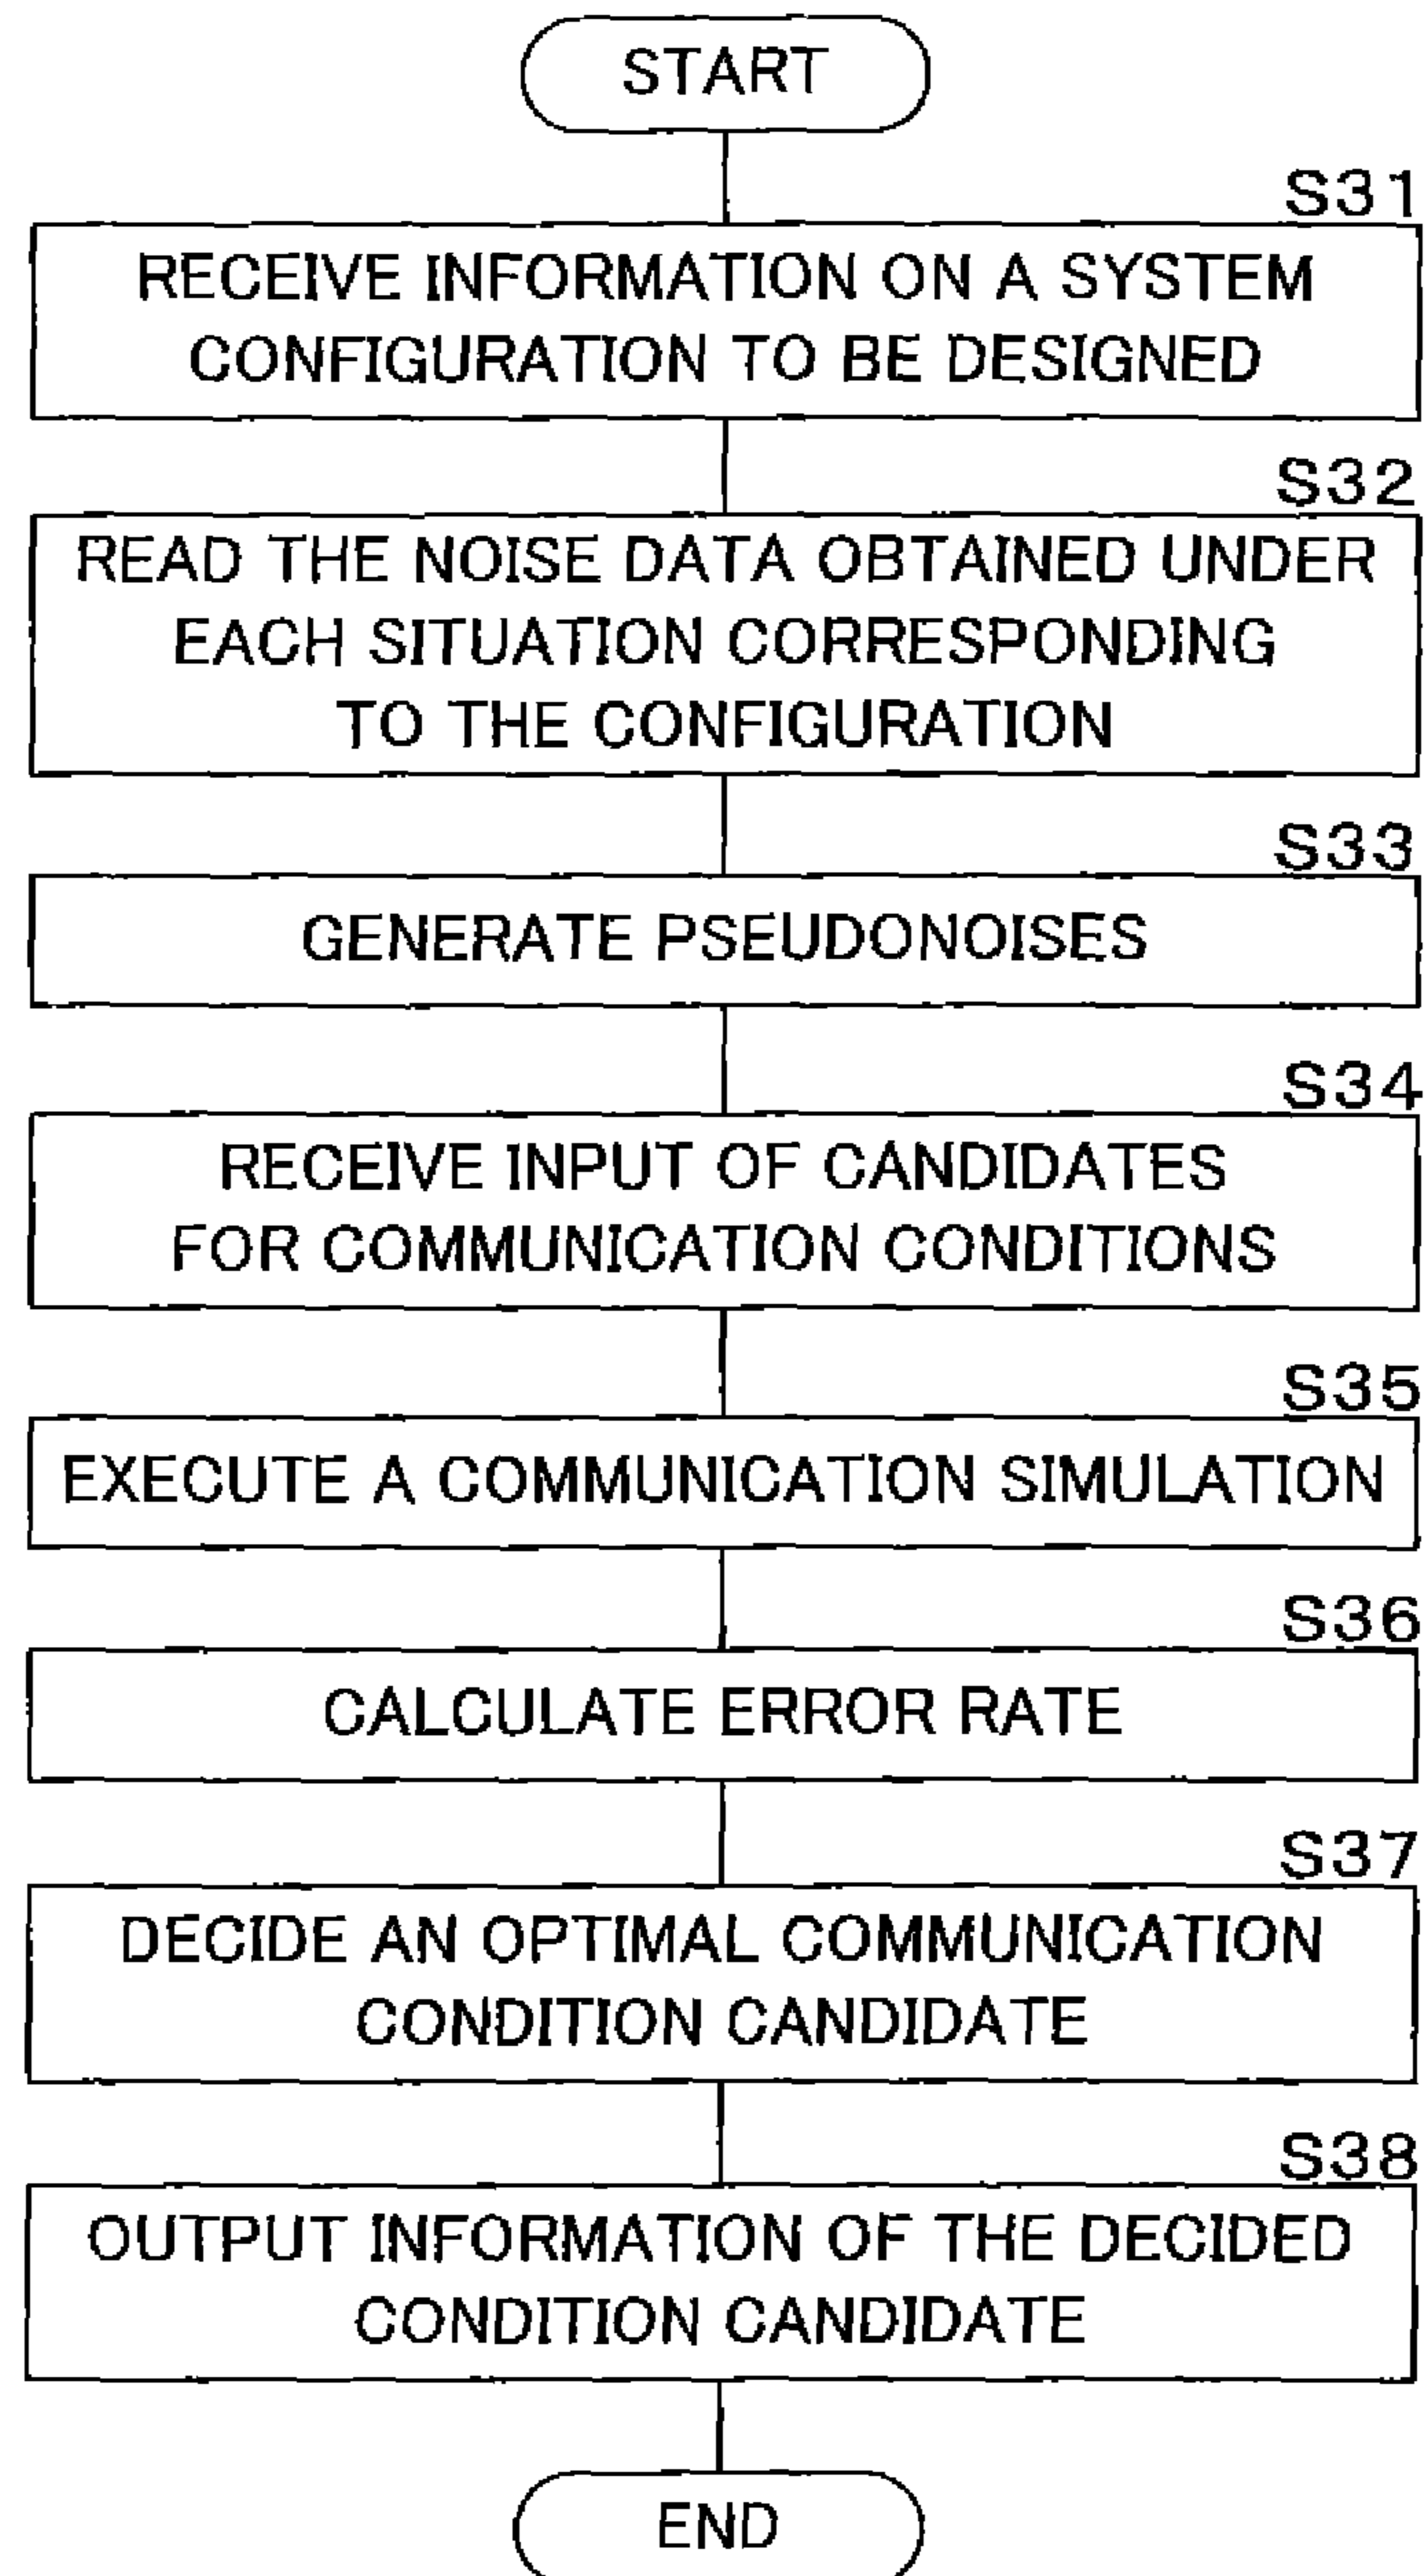 START
S31
RECEIVE INFORMATION ON A SYSTEM
CONFIGURATION TO BE DESIGNED
S32
READ THE NOISE DATA OBTAINED UNDER
EACH SITUATION CORRESPONDING
TO THE CONFIGURATION
S33
GENERATE PSEUDONOISES
S34
RECEIVE INPUT OF CANDIDATES
FOR COMMUNICATION CONDITIONS
S35
EXECUTE A COMMUNICATION SIMULATION
S36
CALCULATE ERROR RATE
S37
DECIDE AN OPTIMAL COMMUNICATION
CONDITION CANDIDATE
S38
OUTPUT INFORMATION OF THE DECIDED
CONDITION CANDIDATE
END